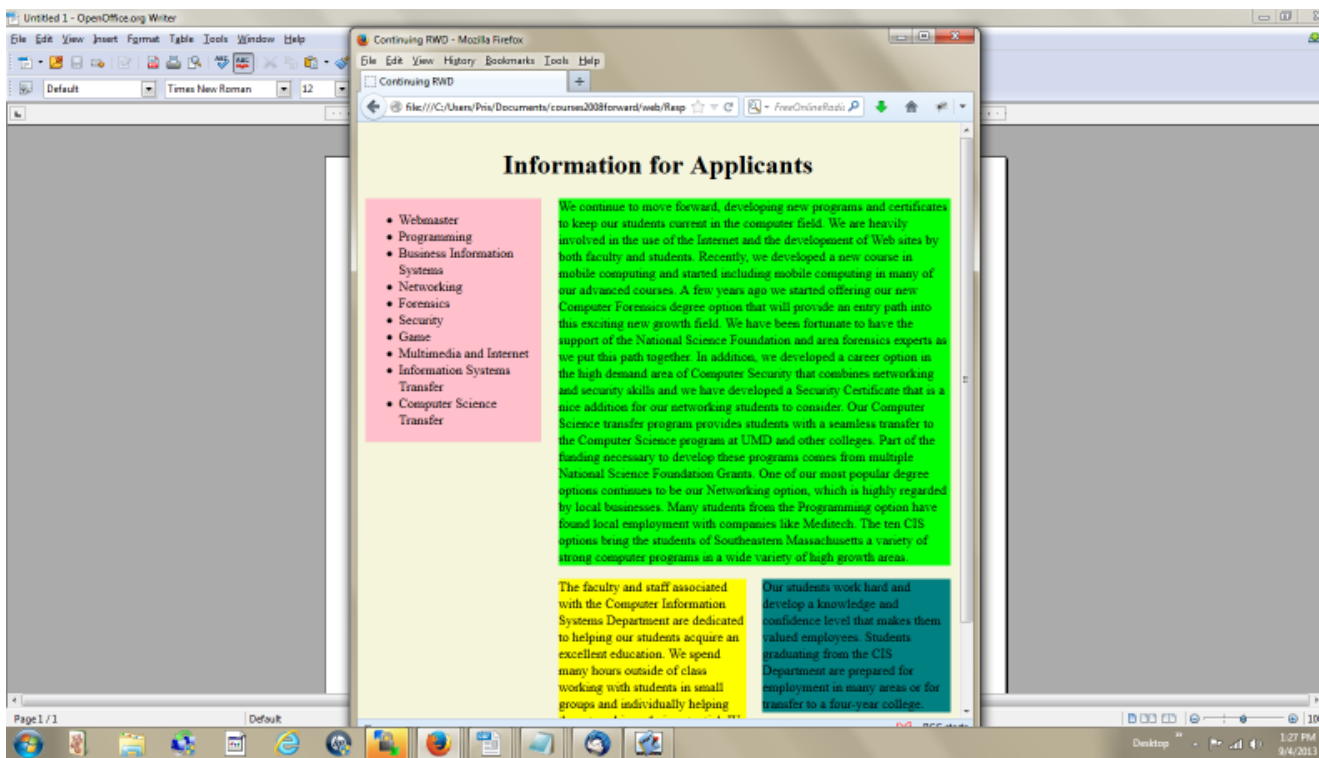 Untitled 1 - OpenOffice.org Writer
File Edit View Insert Format Table Tools Window Help
Default
Times New Roman
12
Continuing RWD - Mozilla Firefox
File Edit View History Bookmarks Tools Help
Continuing RWD
file:///C:/Users/Pris/Documents/courses2008forward/web/Resp
FreeOnlineRadio
Information for Applicants
Webmaster
Programming
Business Information
Systems
Networking
Forensics
Security
Game
Multimedia and Internet
Information Systems
Transfer
Computer Science
Transfer
We continue to move forward, developing new programs and certificates
to keep our students current in the computer field. We are heavily
involved in the use of the Internet and the development of Web sites by
both faculty and students. Recently, we developed a new course in
mobile computing and started including mobile computing in many of
our advanced courses. A few years ago we started offering our new
Computer Forensics degree option that will provide an entry path into
this exciting new growth field. We have been fortunate to have the
support of the National Science Foundation and area forensics experts as
we put this path together. In addition, we developed a career option in
the high demand area of Computer Security that combines networking
and security skills and we have developed a Security Certificate that is a
nice addition for our networking students to consider. Our Computer
Science transfer program provides students with a seamless transfer to
the Computer Science program at UMD and other colleges. Part of the
funding necessary to develop these programs comes from multiple
National Science Foundation Grants. One of our most popular degree
options continues to be our Networking option, which is highly regarded
by local businesses. Many students from the Programming option have
found local employment with companies like Meditech. The ten CIS
options bring the students of Southeastern Massachusetts a variety of
strong computer programs in a wide variety of high growth areas.
The faculty and staff associated
with the Computer Information
Systems Department are dedicated
to helping our students acquire an
excellent education. We spend
many hours outside of class
working with students in small
groups and individually helping
Our students work hard and
develop a knowledge and
confidence level that makes them
valued employees. Students
graduating from the CIS
Department are prepared for
employment in many areas or for
transfer to a four-year college.
Page 1 / 1
Default
Desktop
1:27 PM
9/4/2013